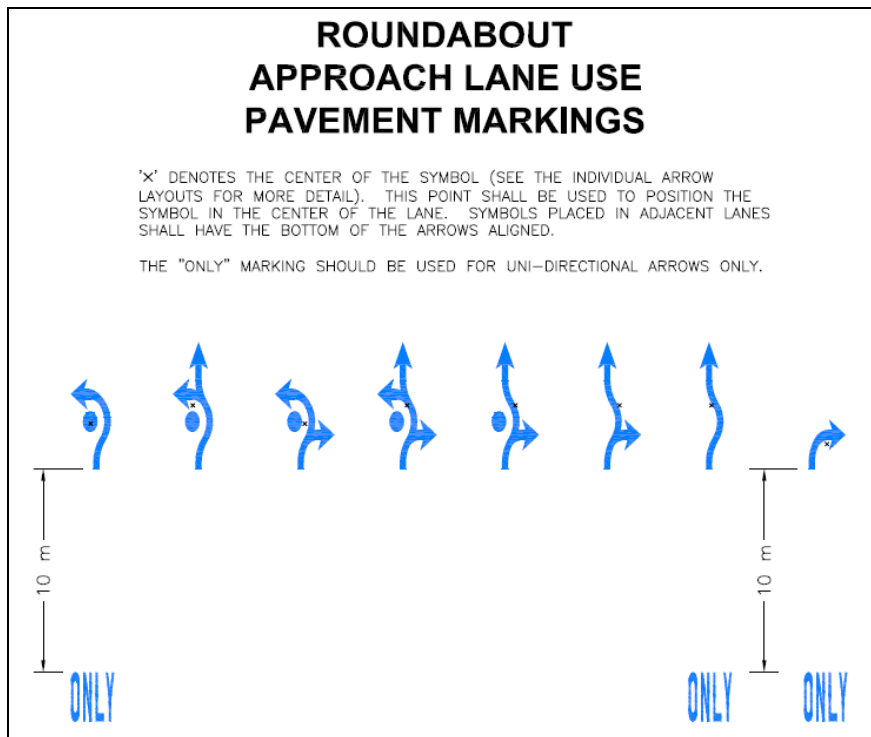 ROUNDABOUT
APPROACH LANE USE
PAVEMENT MARKINGS
'×' DENOTES THE CENTER OF THE SYMBOL (SEE THE INDIVIDUAL ARROW
LAYOUTS FOR MORE DETAIL).  THIS POINT SHALL BE USED TO POSITION THE
SYMBOL IN THE CENTER OF THE LANE.  SYMBOLS PLACED IN ADJACENT LANES
SHALL HAVE THE BOTTOM OF THE ARROWS ALIGNED.
THE "ONLY" MARKING SHOULD BE USED FOR UNI-DIRECTIONAL ARROWS ONLY.
10 m
10 m
ONLY
ONLY
ONLY